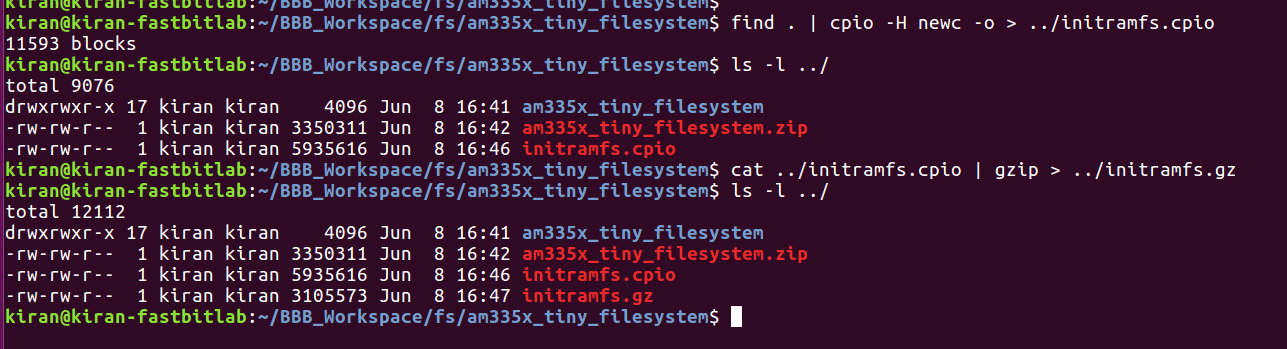 kiran@kiran-fastbitlab:~/BBB_Workspace/fs/am335x_tiny_filesystem$
kiran@kiran-fastbitlab:~/BBB_Workspace/fs/am335x_tiny_filesystem$ find . | cpio -H newc -o > ../initramfs.cpio
11593 blocks
kiran@kiran-fastbitlab:~/BBB_Workspace/fs/am335x_tiny_filesystem$ ls -l ../
total 9076
drwxrwxr-x 17 kiran kiran    4096 Jun  8 16:41 am335x_tiny_filesystem
-rw-rw-r--  1 kiran kiran 3350311 Jun  8 16:42 am335x_tiny_filesystem.zip
-rw-rw-r--  1 kiran kiran 5935616 Jun  8 16:46 initramfs.cpio
kiran@kiran-fastbitlab:~/BBB_Workspace/fs/am335x_tiny_filesystem$ cat ../initramfs.cpio | gzip > ../initramfs.gz
kiran@kiran-fastbitlab:~/BBB_Workspace/fs/am335x_tiny_filesystem$ ls -l ../
total 12112
drwxrwxr-x 17 kiran kiran    4096 Jun  8 16:41 am335x_tiny_filesystem
-rw-rw-r--  1 kiran kiran 3350311 Jun  8 16:42 am335x_tiny_filesystem.zip
-rw-rw-r--  1 kiran kiran 5935616 Jun  8 16:46 initramfs.cpio
-rw-rw-r--  1 kiran kiran 3105573 Jun  8 16:47 initramfs.gz
kiran@kiran-fastbitlab:~/BBB_Workspace/fs/am335x_tiny_filesystem$